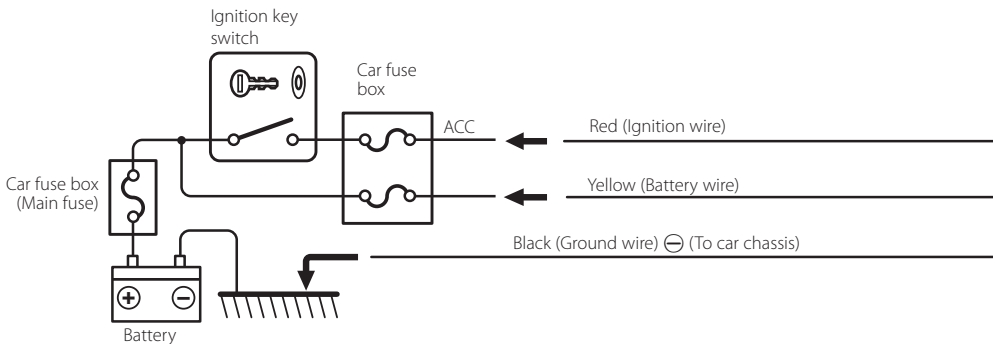 Ignition key
switch
Car fuse
box
ACC
Red (Ignition wire)
Car fuse box
(Main fuse)
Yellow (Battery wire)
Black (Ground wire) ⊖ (To car chassis)
+ −
Battery